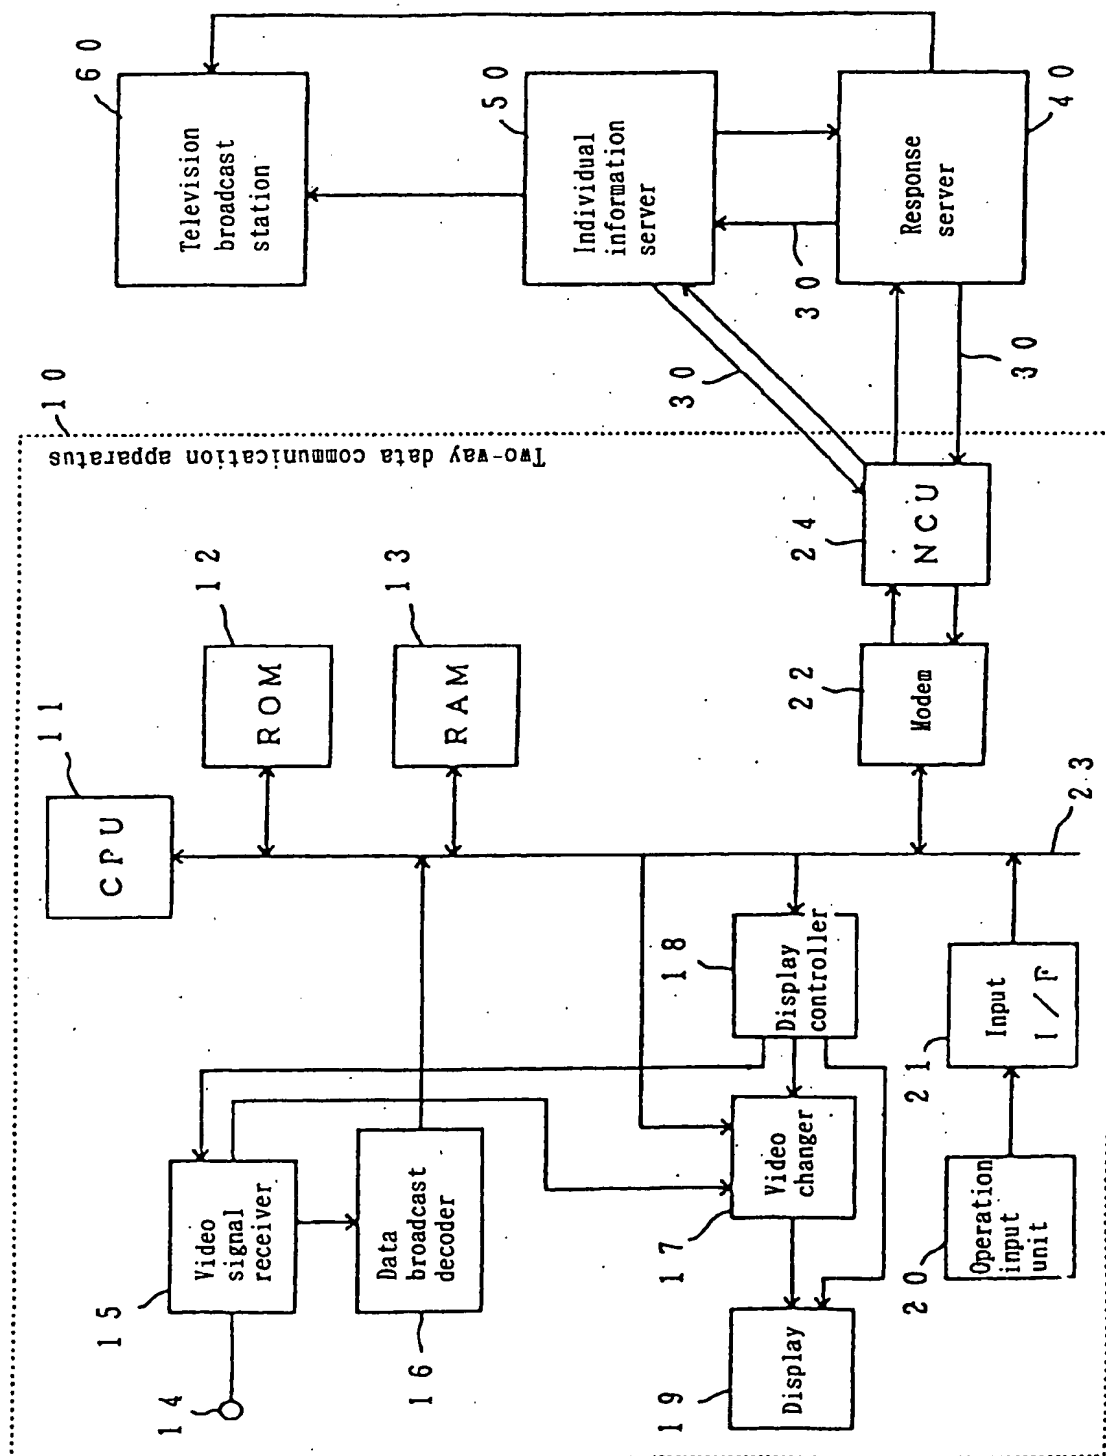 Two-way data communication apparatus
10
14
15
Video
signal
receiver
16
Data
broadcast
decoder
11
CPU
12
ROM
13
RAM
19
Display
17
Video
changer
18
Display
controller
20
Operation
input
unit
21
Input
I/F
23
22
Modem
24
NCU
30
30
30
60
Television
broadcast
station
50
Individual
information
server
40
Response
server